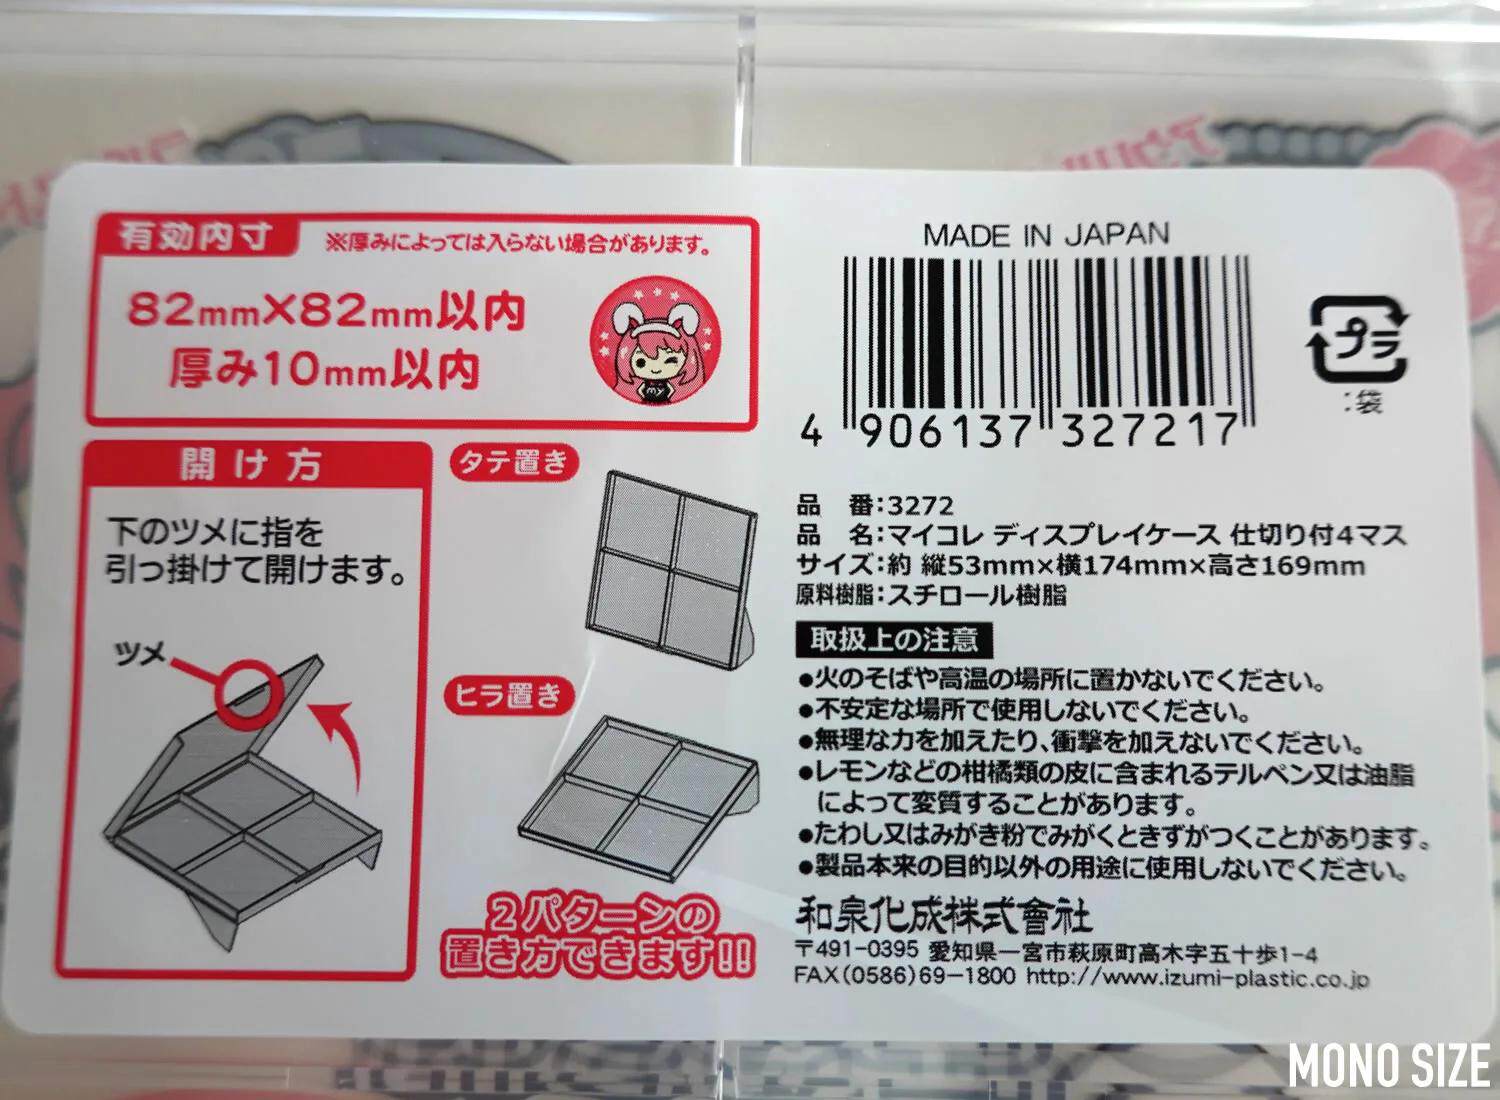 有効内寸
※厚みによっては入らない場合があります。
82mm×82mm以内
厚み10mm以内
my
開け方
下のツメに指を
引っ掛けて開けます。
ツメ
タテ置き
ヒラ置き
2パターンの
置き方できます!!
MADE IN JAPAN
4 906137 327217
プラ
:袋
品　番:3272
品　名:マイコレ ディスプレイケース 仕切り付4マス
サイズ:約 縦53mm×横174mm×高さ169mm
原料樹脂:スチロール樹脂
取扱上の注意
●火のそばや高温の場所に置かないでください。
●不安定な場所で使用しないでください。
●無理な力を加えたり、衝撃を加えないでください。
●レモンなどの柑橘類の皮に含まれるテルペン又は油脂
によって変質することがあります。
●たわし又はみがき粉でみがくときずがつくことがあります。
●製品本来の目的以外の用途に使用しないでください。
和泉化成株式會社
〒491-0395 愛知県一宮市萩原町高木字五十歩1-4
FAX(0586)69-1800 http://www.izumi-plastic.co.jp
MONO SIZE